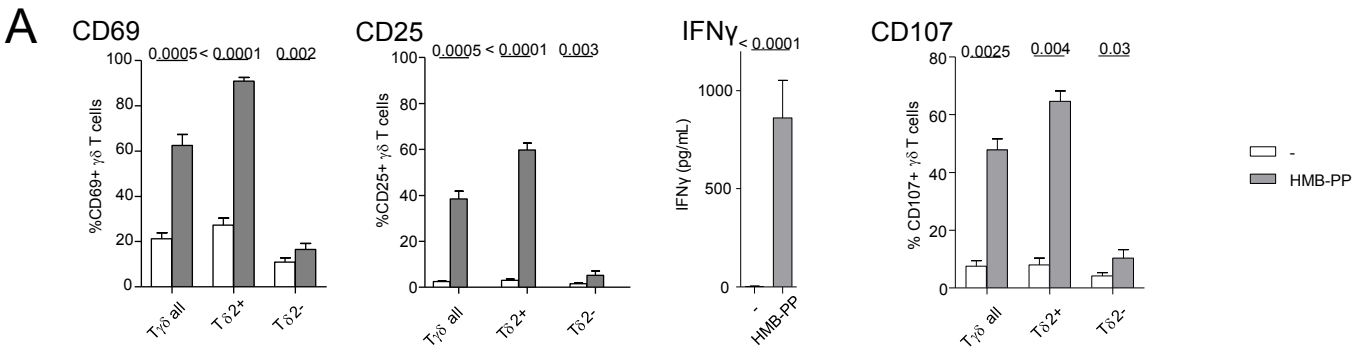 A
CD69
0.0005 < 0.0001 0.002
%CD69+ γδ T cells
100
80
60
40
20
0
Tγδ all
Tδ2+
Tδ2-
CD25
0.0005 < 0.0001 0.003
%CD25+ γδ T cells
100
80
60
40
20
0
Tγδ all
Tδ2+
Tδ2-
IFNγ
< 0.0001
IFNγ (pg/mL)
1000
500
0
-
HMB-PP
CD107
0.0025 0.004 0.03
% CD107+ γδ T cells
80
60
40
20
0
Tγδ all
Tδ2+
Tδ2-
-
HMB-PP